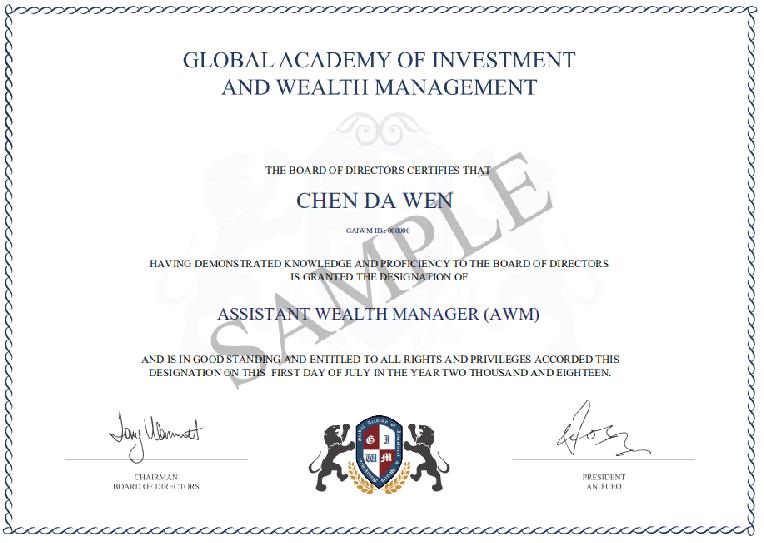 GLOBAL ACADEMY OF INVESTMENT
AND WEALTH MANAGEMENT
THE BOARD OF DIRECTORS CERTIFIES THAT
CHEN DA WEN
GAIWM ID.: 000000
HAVING DEMONSTRATED KNOWLEDGE AND PROFICIENCY TO THE BOARD OF DIRECTORS
IS GRANTED THE DESIGNATION OF
ASSISTANT WEALTH MANAGER (AWM)
SAMPLE
AND IS IN GOOD STANDING AND ENTITLED TO ALL RIGHTS AND PRIVILEGES ACCORDED THIS
DESIGNATION ON THIS FIRST DAY OF JULY IN THE YEAR TWO THOUSAND AND EIGHTEEN.
G I
W M
CHAIRMAN
BOARD OF DIRECTORS
PRESIDENT
AND CEO